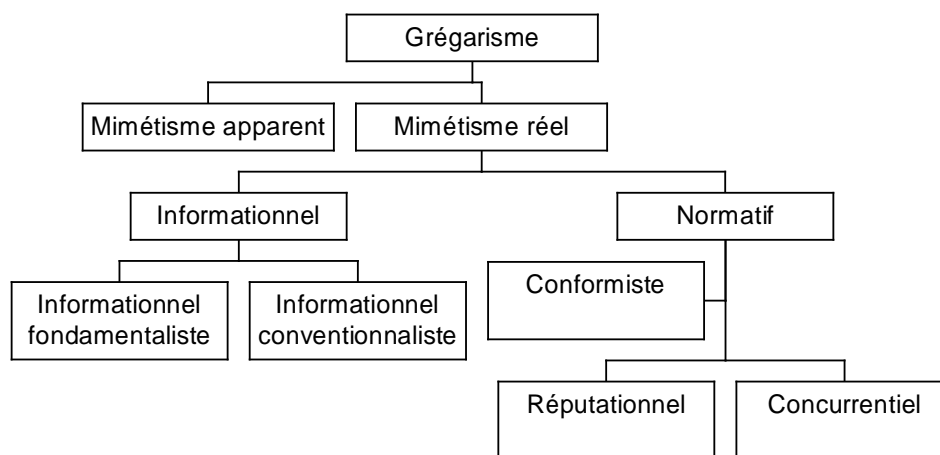 Grégarisme
Mimétisme apparent
Mimétisme réel
Informationnel
Normatif
Informationnel
fondamentaliste
Informationnel
conventionnaliste
Conformiste
Réputationnel
Concurrentiel